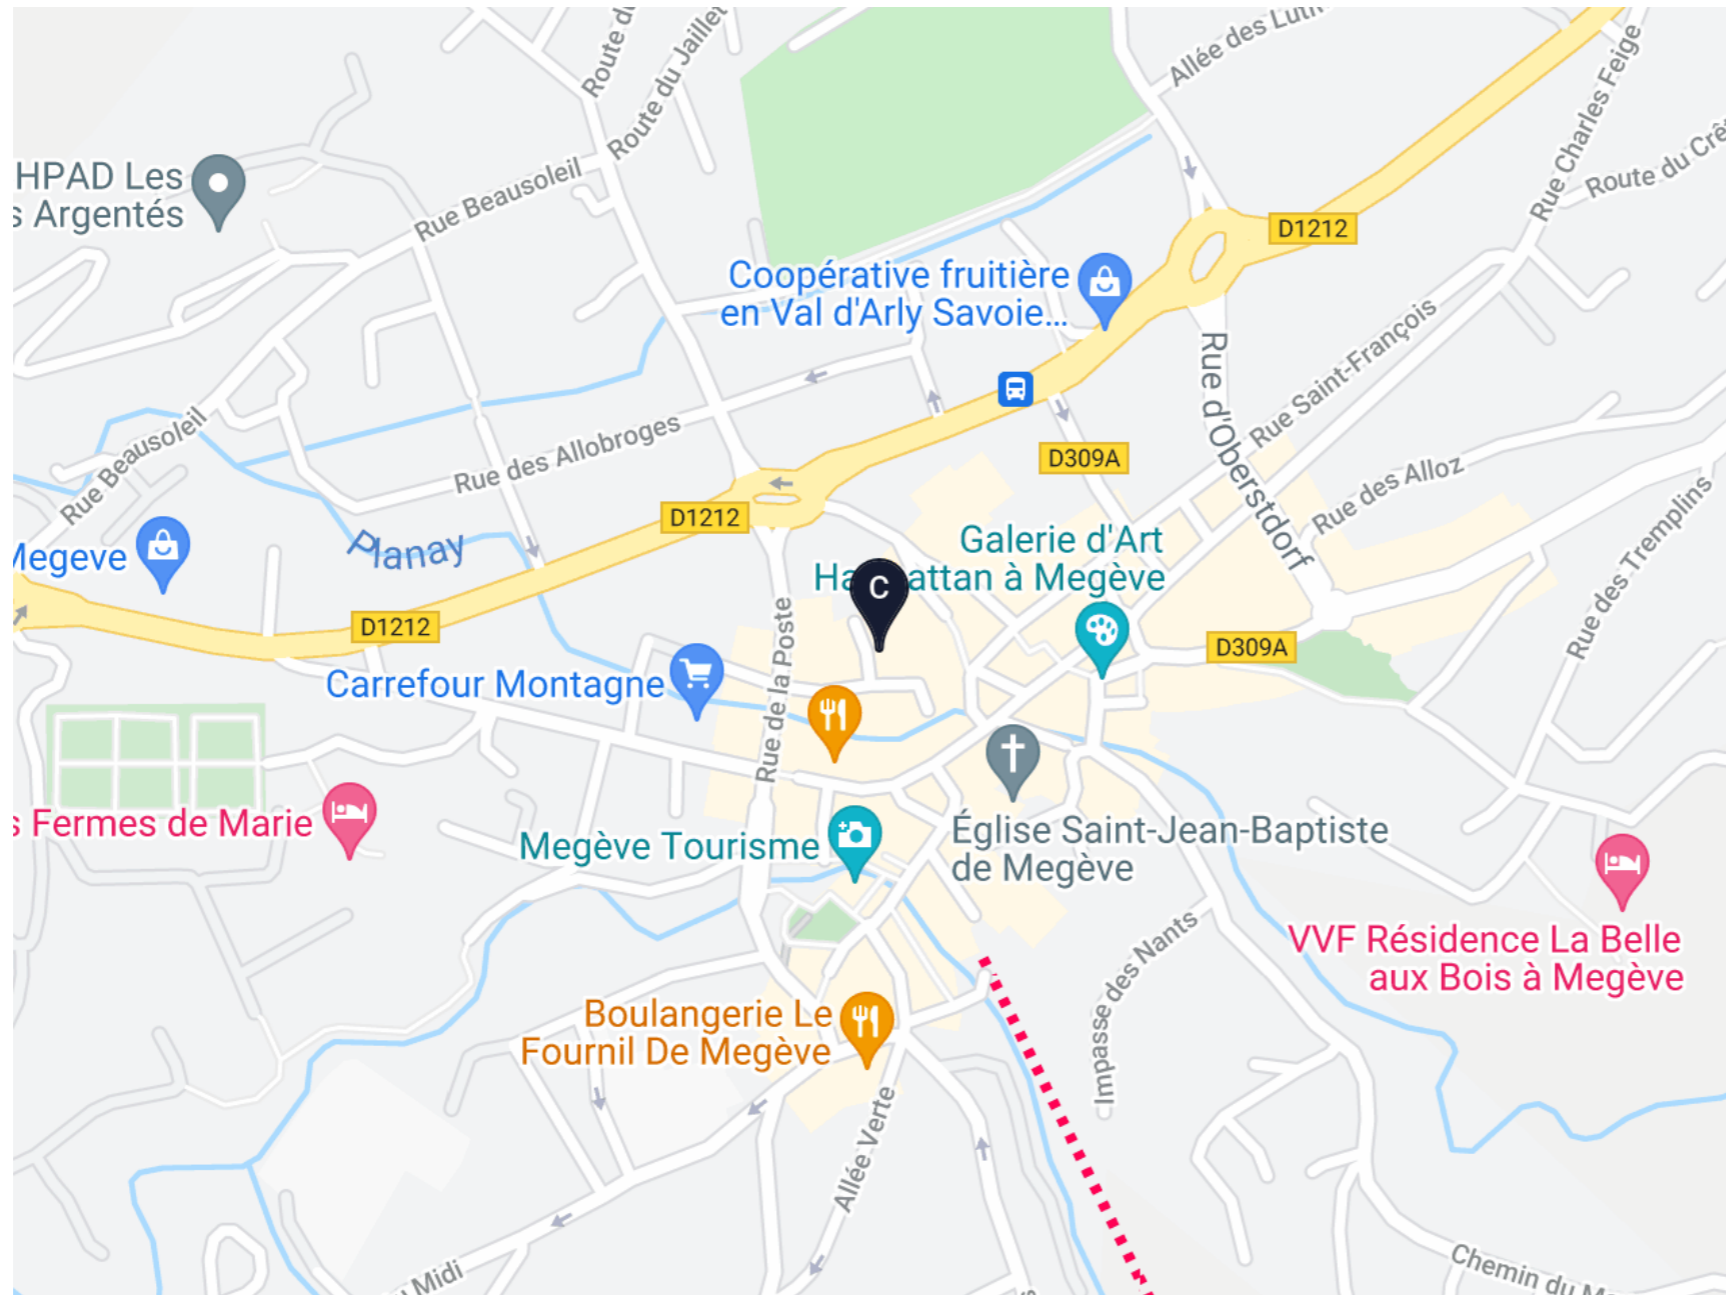 Route du Jaillet
Allée des Lut
Rue Charles Feige
Route du Crê
HPAD Les
s Argentés
Rue Beausoleil
D1212
Coopérative fruitière
en Val d'Arly Savoie...
Rue d'Oberstdorf
Rue Saint-François
Rue Beausoleil
Rue des Allobroges
D309A
Rue des Alloz
Rue des Tremplins
D1212
Planay
Megeve
Galerie d'Art
Ha attan à Megève
C
D1212
D309A
Rue de la Poste
Carrefour Montagne
s Fermes de Marie
Megève Tourisme
Église Saint-Jean-Baptiste
de Megève
VVF Résidence La Belle
aux Bois à Megève
Impasse des Nants
Boulangerie Le
Fournil De Megève
Allée Verte
u Midi
Chemin du M